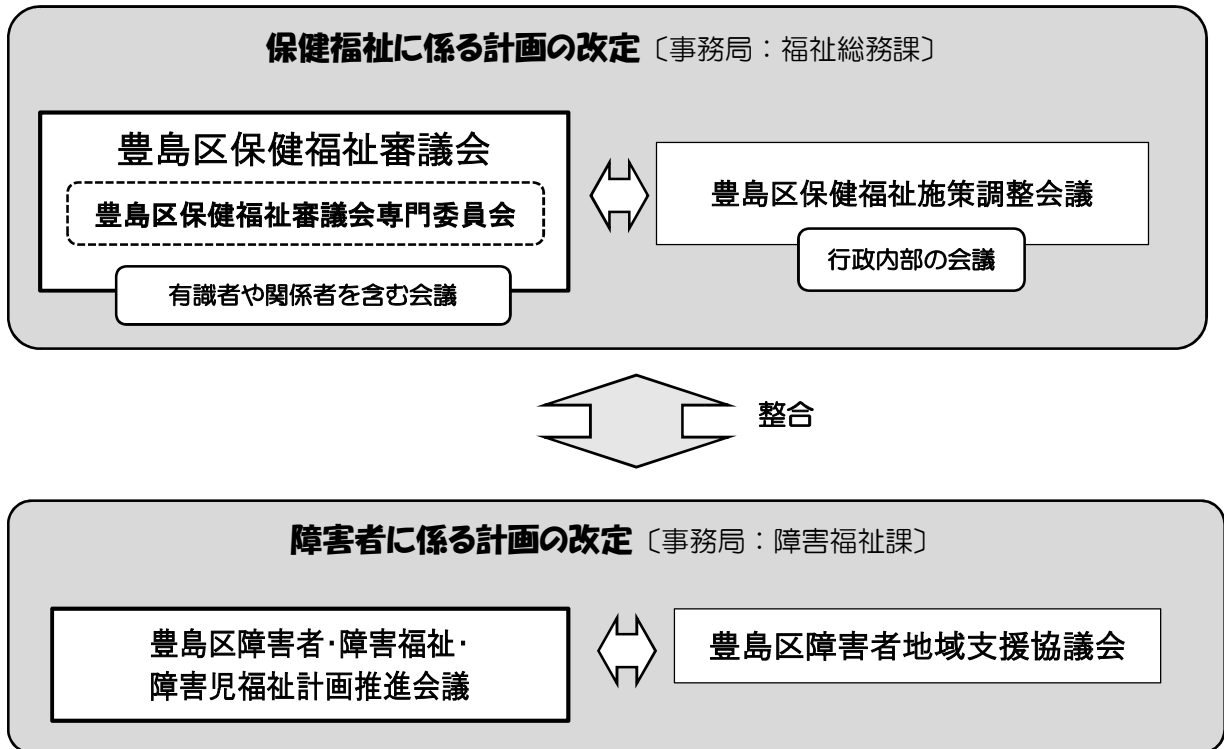 保健福祉に係る計画の改定〔事務局：福祉総務課〕
豊島区保健福祉審議会
豊島区保健福祉審議会専門委員会
有識者や関係者を含む会議
豊島区保健福祉施策調整会議
行政内部の会議
整合
障害者に係る計画の改定〔事務局：障害福祉課〕
豊島区障害者･障害福祉･
障害児福祉計画推進会議
豊島区障害者地域支援協議会